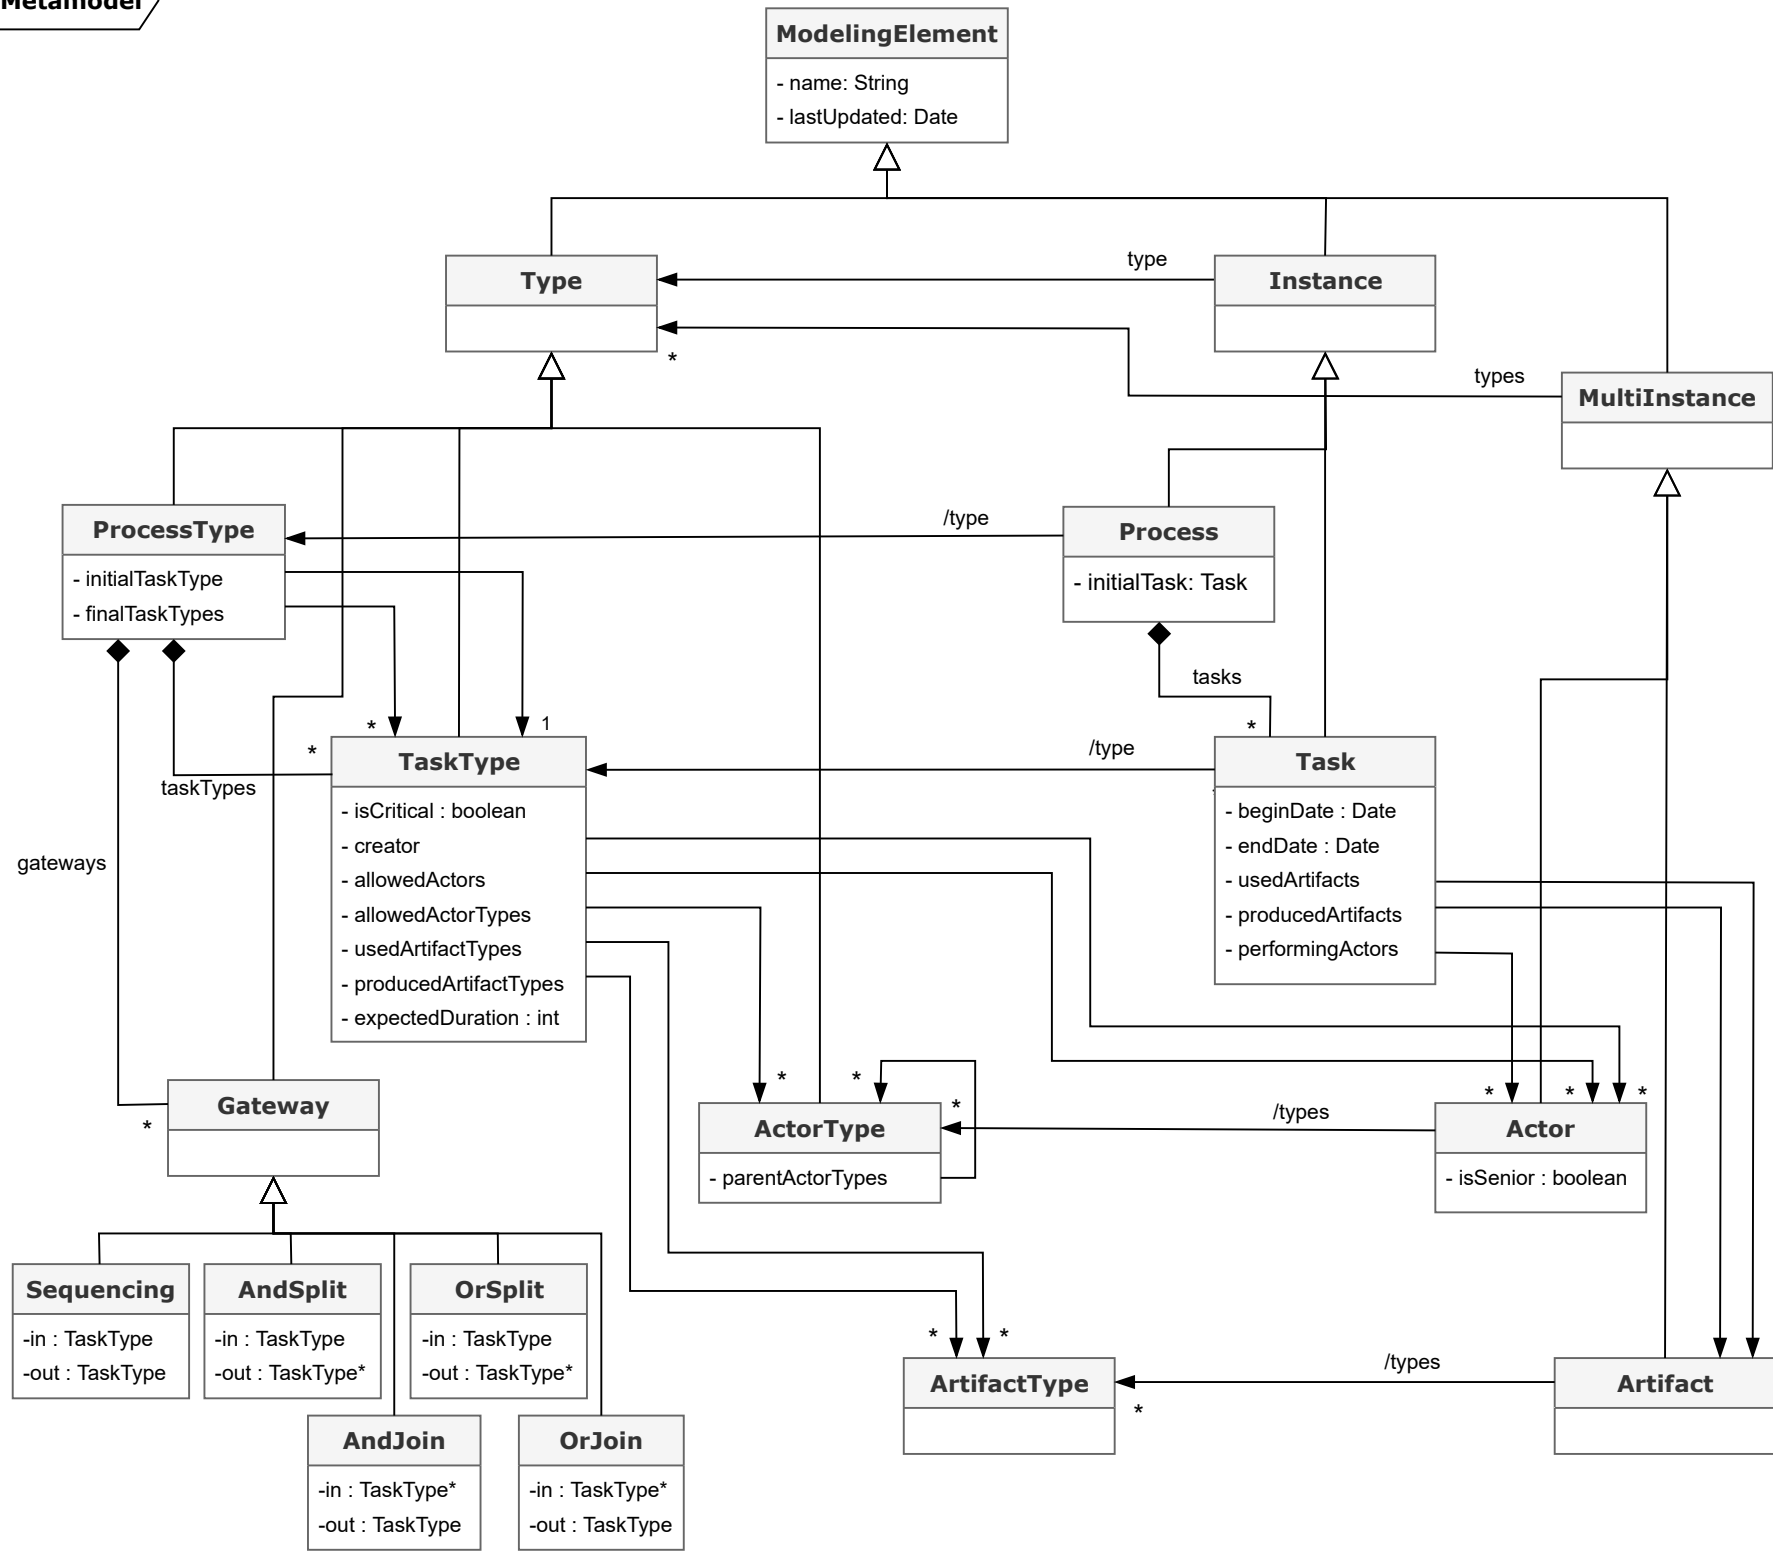 Metamodel
ModelingElement
- name: String
- lastUpdated: Date
Type
*
type
Instance
types
MultiInstance
ProcessType
- initialTaskType
- finalTaskTypes
/type
Process
- initialTask: Task
tasks
*
*
1
*
taskTypes
gateways
*
TaskType
- isCritical : boolean
- creator
- allowedActors
- allowedActorTypes
- usedArtifactTypes
- producedArtifactTypes
- expectedDuration : int
/type
Task
- beginDate : Date
- endDate : Date
- usedArtifacts
- producedArtifacts
- performingActors
Gateway
*
*
*
ActorType
- parentActorTypes
/types
*
*
*
Actor
- isSenior : boolean
Sequencing
-in : TaskType
-out : TaskType
AndSplit
-in : TaskType
-out : TaskType*
OrSplit
-in : TaskType
-out : TaskType*
AndJoin
-in : TaskType*
-out : TaskType
OrJoin
-in : TaskType*
-out : TaskType
*
*
ArtifactType
/types
*
Artifact